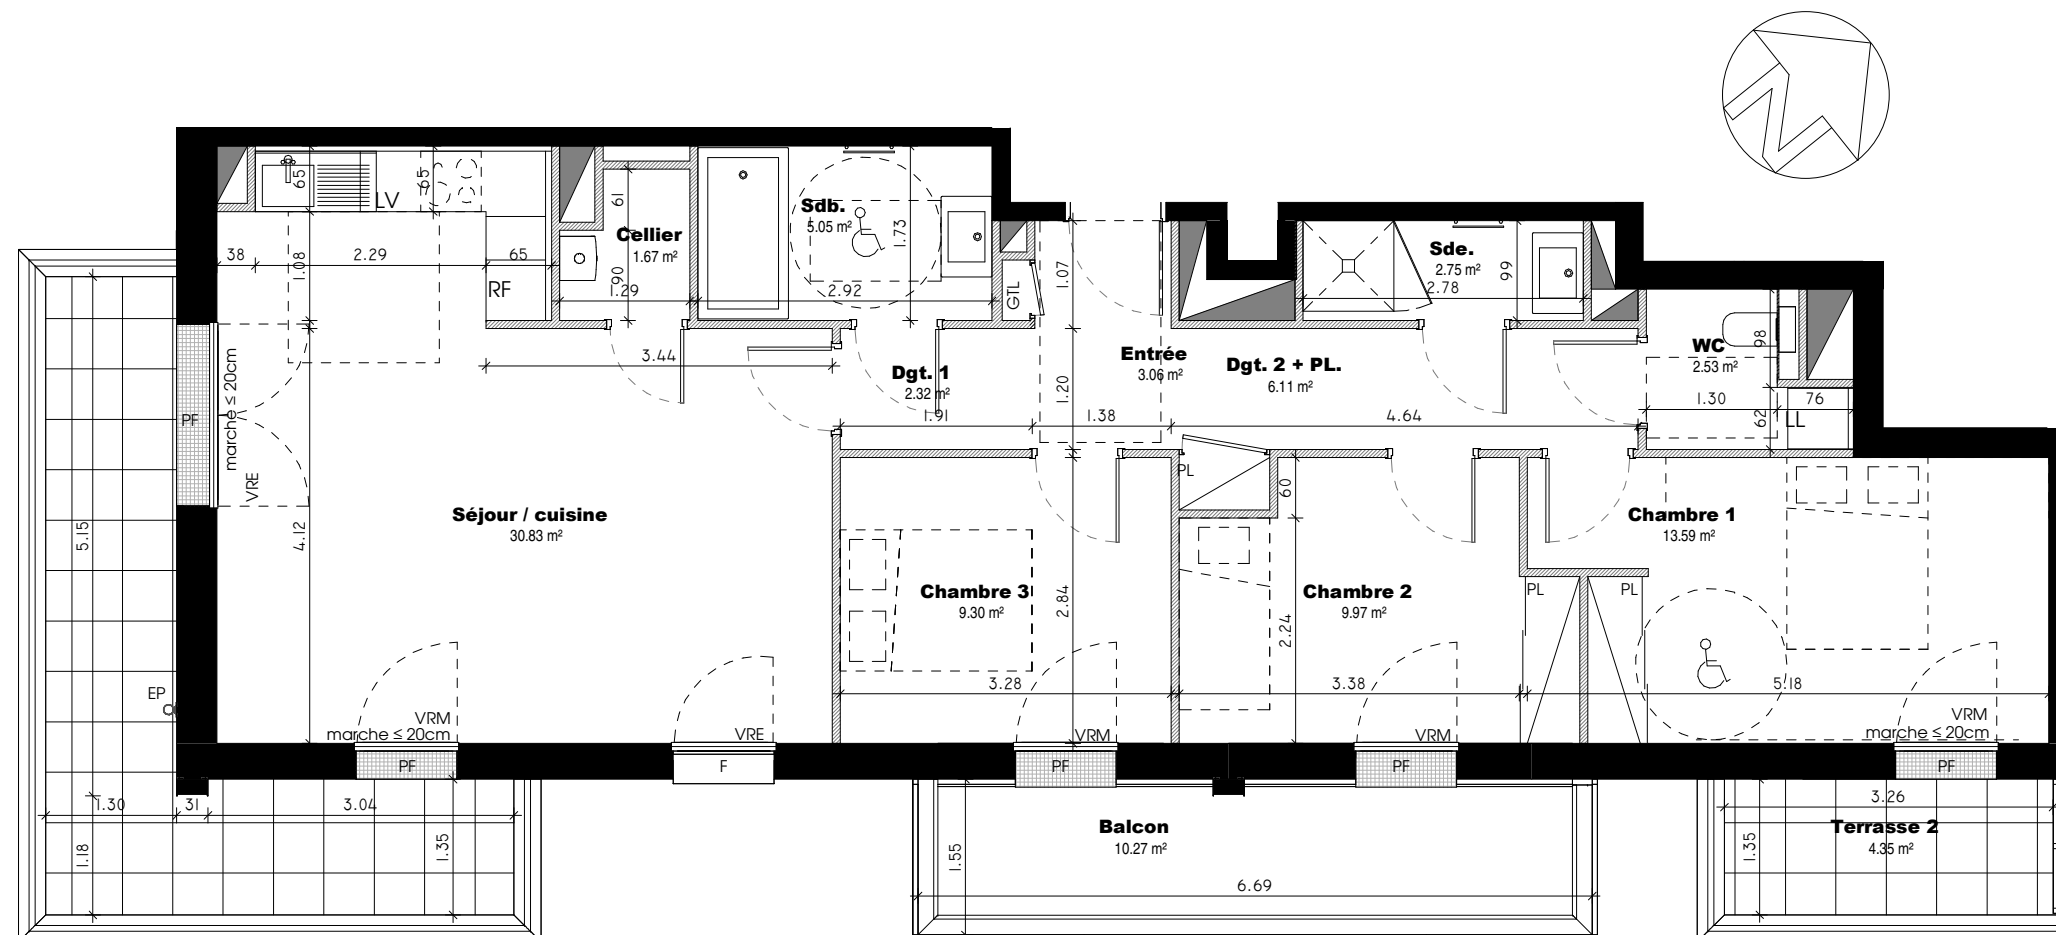 65
65
LV
38
1.08
2.29
65
RF
61
Cellier
1.67 m²
90
1.29
Sdb.
5.05 m²
1.73
2.92
GTL
1.07
Sde.
2.75 m²
99
2.78
3.44
Dgt. 1
2.32 m²
1.91
Entrée
3.06 m²
1.20
1.38
Dgt. 2 + PL.
6.11 m²
4.64
WC
2.53 m²
98
1.30
76
62
LL
PF
marche ≤ 20cm
VRE
5.15
4.12
Séjour / cuisine
30.83 m²
PL
60
Chambre 1
13.59 m²
Chambre 3
9.30 m²
2.84
Chambre 2
9.97 m²
2.24
PL
PL
3.28
3.38
5.18
EP
VRM
marche ≤ 20cm
VRE
VRM
VRM
VRM
marche ≤ 20cm
PF
F
PF
PF
PF
1.30
31
3.04
1.18
1.35
Balcon
10.27 m²
1.55
6.69
3.26
Terrasse 2
4.35 m²
1.35
N